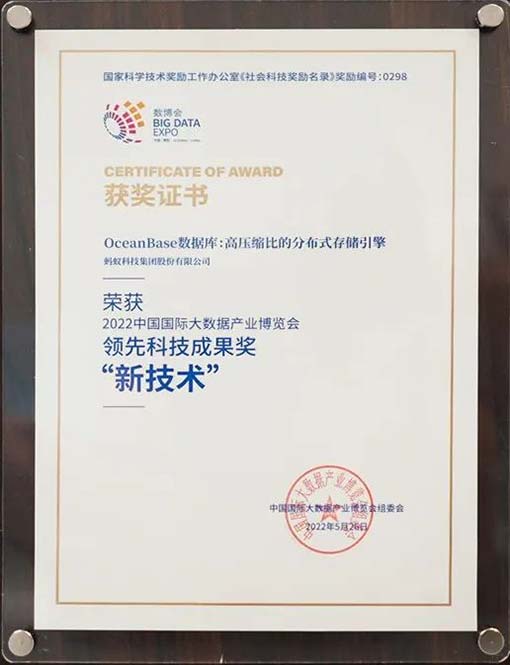 国家科学技术奖励工作办公室《社会科技奖励名录》奖励编号:0298
数博会
BIG DATA
EXPO
CERTIFICATE OF AWARD
获奖证书
OceanBase数据库:高压缩比的分布式存储引擎
蚂蚁科技集团股份有限公司
荣获
2022中国国际大数据产业博览会
领先科技成果奖
“新技术”
中国国际大数据产业博览会组委会
2022年5月26日